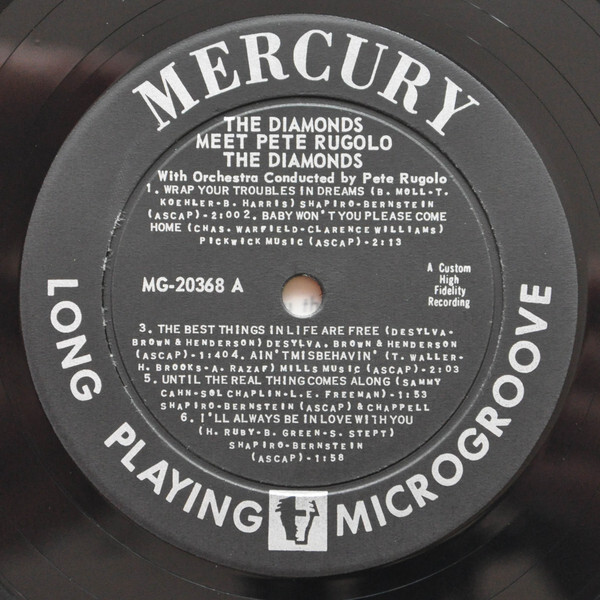 MERCURY
THE DIAMONDS
MEET PETE RUGOLO
THE DIAMONDS
With Orchestra Conducted by Pete Rugolo
1. WRAP YOUR TROUBLES IN DREAMS (B. MOLL-T.
KOEHLER-B. HARRIS) SHAPIRO-BERNSTEIN
(ASCAP)-2:00 2. BABY WON'T YOU PLEASE COME
HOME (CHAS. WARFIELD-CLARENCE WILLIAMS)
PICKWICK MUSIC (ASCAP)-2:13
MG-20368 A
A Custom
High
Fidelity
Recording
3. THE BEST THINGS IN LIFE ARE FREE (DESYLVA-
BROWN & HENDERSON) DESYLVA, BROWN & HENDERSON
(ASCAP)-1:40 4. AIN'TMISBEHAVIN' (T. WALLER-
H. BROOKS-A. RAZAF) MILLS MUSIC (ASCAP)-2:03
5. UNTIL THE REAL THING COMES ALONG (SAMMY
CAHN-SOL CHAPLIN-L.E. FREEMAN)-1:53
SHAPIRO-BERNSTEIN (ASCAP) & CHAPPELL
6. I'LL ALWAYS BE IN LOVE WITH YOU
(H. RUBY-B. GREEN-S. STEPT)
SHAPIRO-BERNSTEIN
(ASCAP)-1:58
LONG PLAYING MICROGROOVE